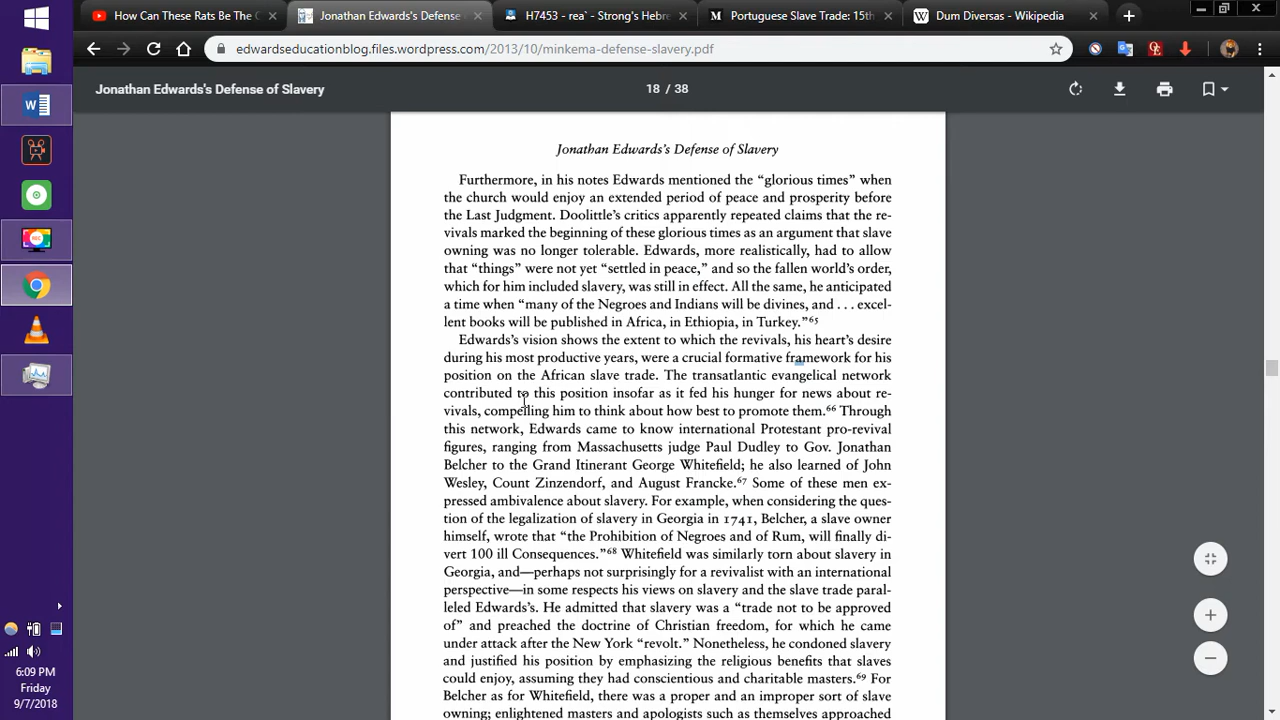 How Can These Rats Be The C
Jonathan Edwards's Defense
H7453 - rea` - Strong's Hebre
Portuguese Slave Trade: 15th
Dum Diversas - Wikipedia
edwardseducationblog.files.wordpress.com/2013/10/minkema-defense-slavery.pdf
Jonathan Edwards's Defense of Slavery
18 / 38
Jonathan Edwards's Defense of Slavery
Furthermore, in his notes Edwards mentioned the “glorious times” when
the church would enjoy an extended period of peace and prosperity before
the Last Judgment. Doolittle's critics apparently repeated claims that the re-
vivals marked the beginning of these glorious times as an argument that slave
owning was no longer tolerable. Edwards, more realistically, had to allow
that “things” were not yet “settled in peace,” and so the fallen world's order,
which for him included slavery, was still in effect. All the same, he anticipated
a time when “many of the Negroes and Indians will be divines, and . . . excel-
lent books will be published in Africa, in Ethiopia, in Turkey.”65
Edwards's vision shows the extent to which the revivals, his heart's desire
during his most productive years, were a crucial formative framework for his
position on the African slave trade. The transatlantic evangelical network
contributed to this position insofar as it fed his hunger for news about re-
vivals, compelling him to think about how best to promote them.66 Through
this network, Edwards came to know international Protestant pro-revival
figures, ranging from Massachusetts judge Paul Dudley to Gov. Jonathan
Belcher to the Grand Itinerant George Whitefield; he also learned of John
Wesley, Count Zinzendorf, and August Francke.67 Some of these men ex-
pressed ambivalence about slavery. For example, when considering the ques-
tion of the legalization of slavery in Georgia in 1741, Belcher, a slave owner
himself, wrote that “the Prohibition of Negroes and of Rum, will finally di-
vert 100 ill Consequences.”68 Whitefield was similarly torn about slavery in
Georgia, and—perhaps not surprisingly for a revivalist with an international
perspective—in some respects his views on slavery and the slave trade paral-
leled Edwards's. He admitted that slavery was a “trade not to be approved
of” and preached the doctrine of Christian freedom, for which he came
under attack after the New York “revolt.” Nonetheless, he condoned slavery
and justified his position by emphasizing the religious benefits that slaves
could enjoy, assuming they had conscientious and charitable masters.69 For
Belcher as for Whitefield, there was a proper and an improper sort of slave
owning; enlightened masters and apologists such as themselves approached
6:09 PM
Friday
9/7/2018